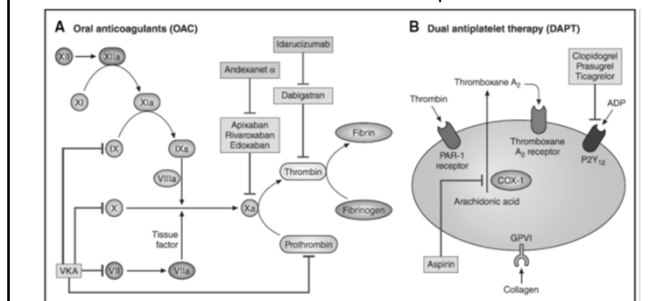 A Oral anticoagulants (OAC)
XII
XIIa
Idarucizumab
Andexanet α
XI
XIa
Dabigatran
Apixaban
Rivaroxaban
Edoxaban
IX
IXa
Fibrin
VIIIa
Thrombin
X
Xa
Fibrinogen
Tissue
factor
Prothrombin
VKA
VII
VIIa
B Dual antiplatelet therapy (DAPT)
Clopidogrel
Prasugrel
Ticagrelor
Thromboxane A2
Thrombin
ADP
PAR-1
receptor
Thromboxane
A2 receptor
P2Y12
COX-1
Arachidonic acid
GPVI
Aspirin
Collagen